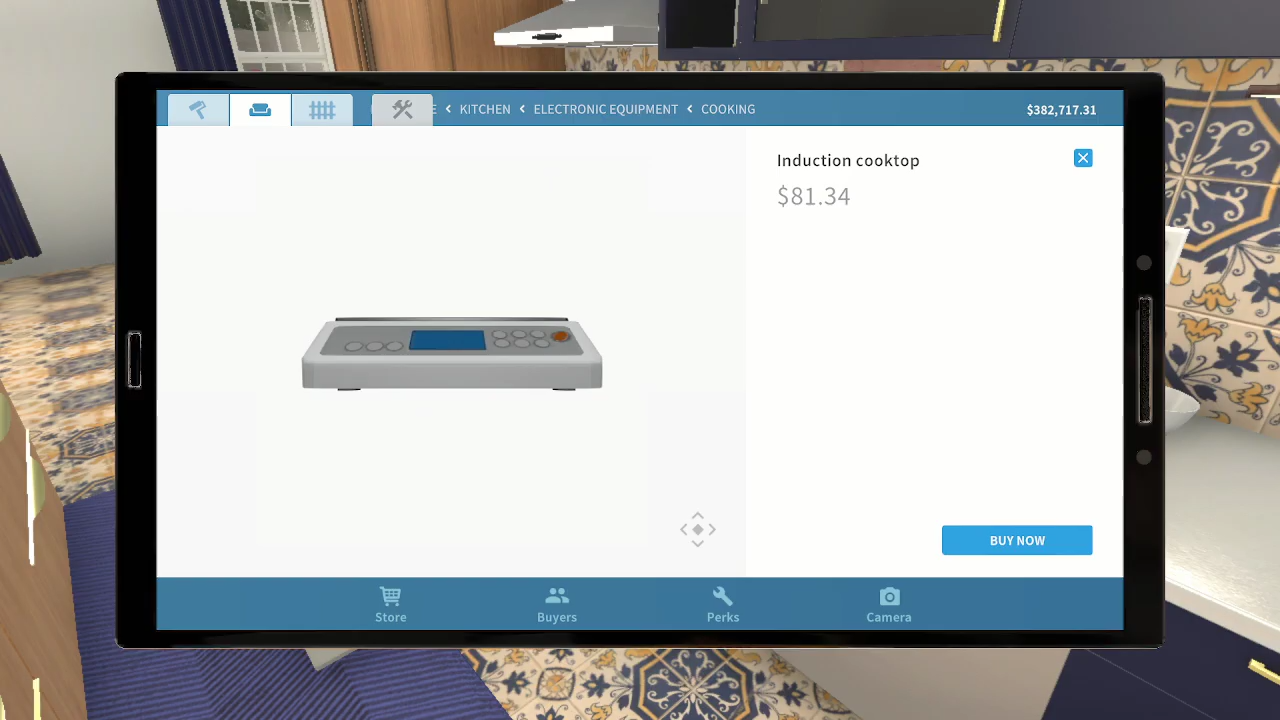 E < KITCHEN < ELECTRONIC EQUIPMENT < COOKING
$382,717.31
Induction cooktop
$81.34
BUY NOW
Store
Buyers
Perks
Camera